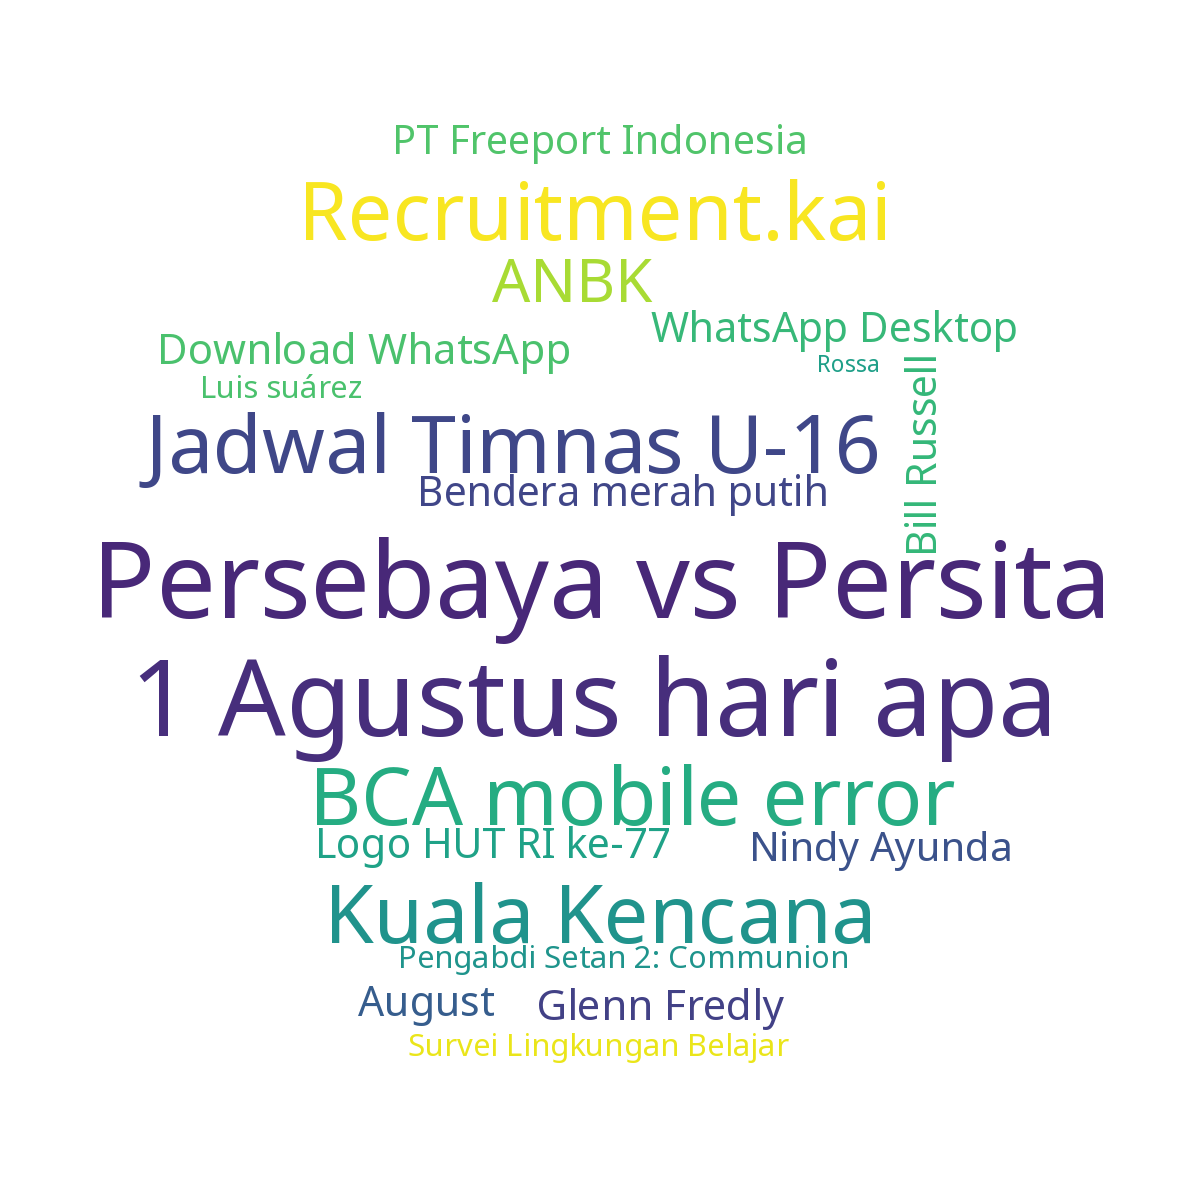 PT Freeport Indonesia
Recruitment.kai
ANBK
WhatsApp Desktop
Download WhatsApp
Rossa
Luis suárez
Bill Russell
Jadwal Timnas U-16
Bendera merah putih
Persebaya vs Persita
1 Agustus hari apa
BCA mobile error
Logo HUT RI ke-77
Nindy Ayunda
Kuala Kencana
Pengabdi Setan 2: Communion
August
Glenn Fredly
Survei Lingkungan Belajar